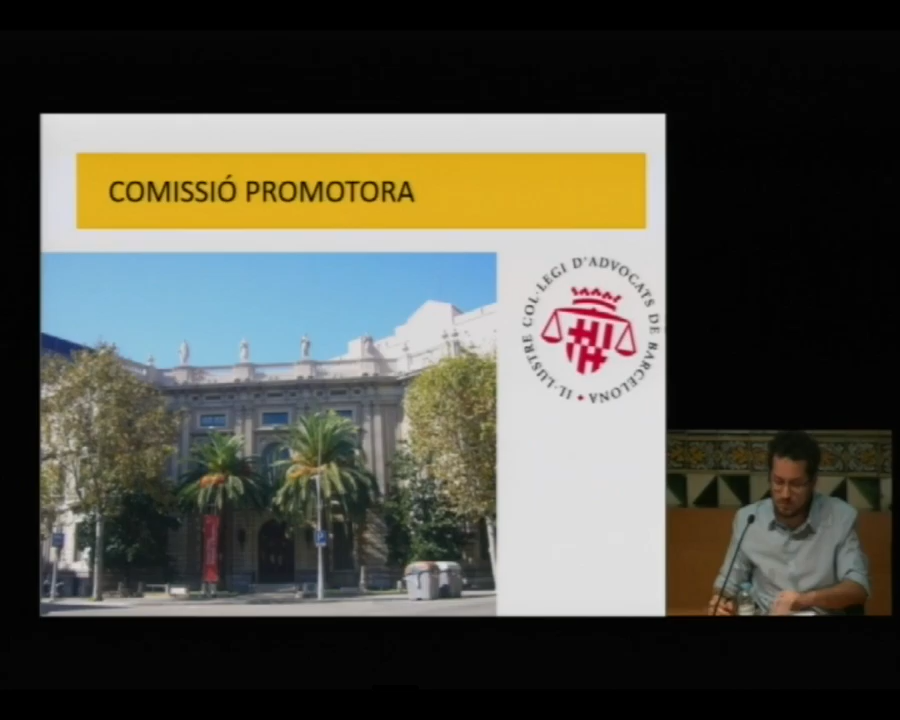 COMISSIÓ PROMOTORA
IL·LUSTRE COL·LEGI D'ADVOCATS DE BARCELONA